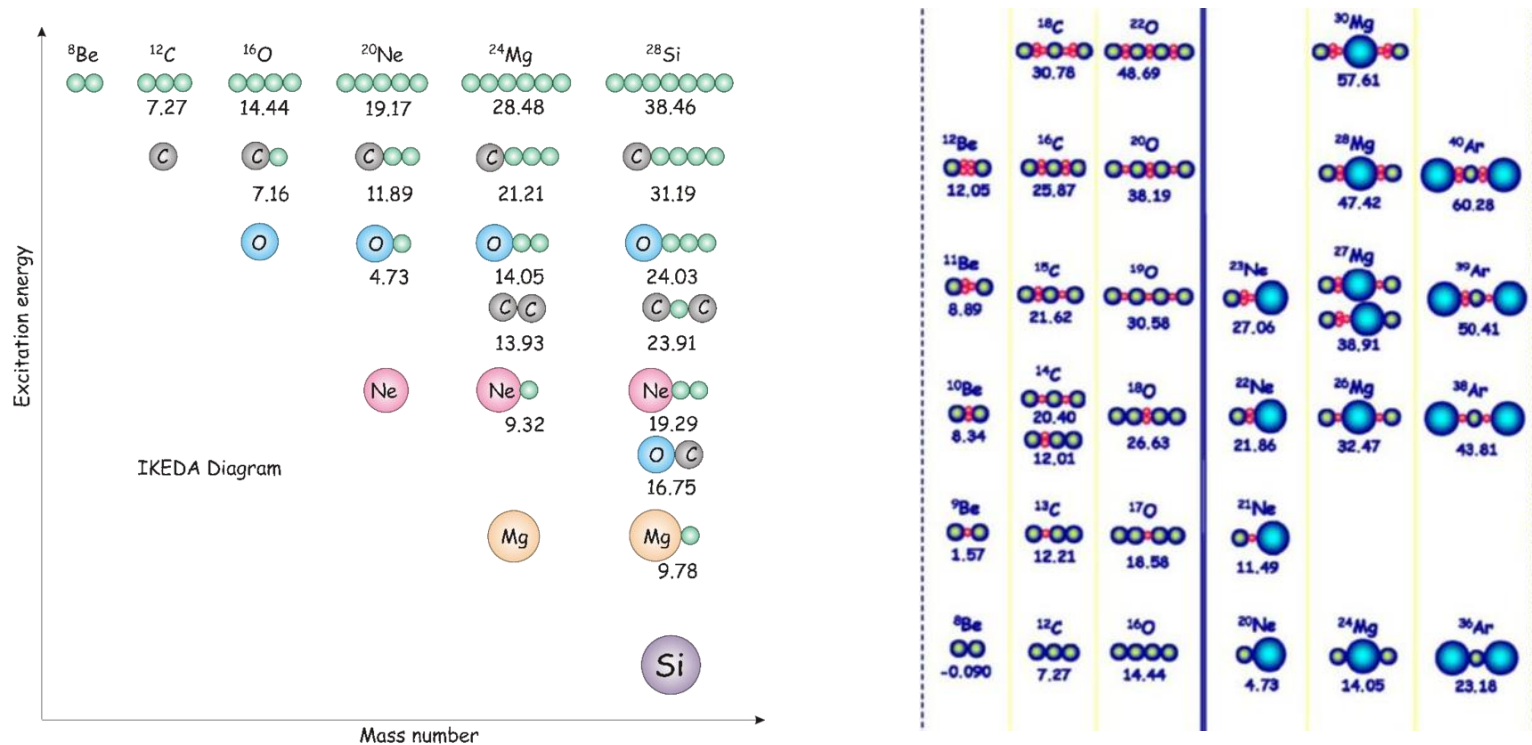 ⁸Be ¹²C ¹⁶O ²⁰Ne ²⁴Mg ²⁸Si
7.27 14.44 19.17 28.48 38.46
C C C C C
7.16 11.89 21.21 31.19
O O O O
4.73 14.05 24.03
C C C C
13.93 23.91
Ne Ne Ne
9.32 19.29
O C
16.75
Mg Mg
9.78
Si
IKEDA Diagram
Excitation energy
Mass number
¹⁸C ²²O ³⁰Mg
30.78 48.69 57.61
¹²Be ¹⁶C ²⁰O ²⁸Mg ⁴⁰Ar
12.05 25.87 38.19 47.42 60.28
¹¹Be ¹⁵C ¹⁹O ²³Ne ²⁷Mg ³⁹Ar
8.89 21.62 30.58 27.06 38.91 50.41
¹⁰Be ¹⁴C ¹⁸O ²²Ne ²⁶Mg ³⁸Ar
8.34 20.40 26.63 21.86 32.47 43.81
12.01
⁹Be ¹³C ¹⁷O ²¹Ne
1.57 12.21 18.58 11.49
⁸Be ¹²C ¹⁶O ²⁰Ne ²⁴Mg ³⁶Ar
-0.090 7.27 14.44 4.73 14.05 23.18